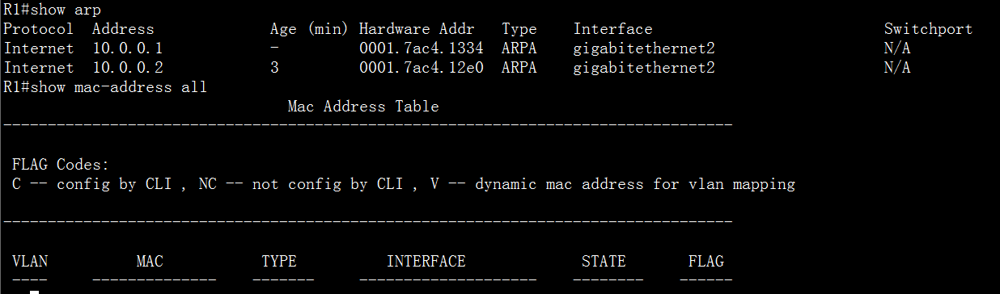 R1#show arp
Protocol  Address             Age (min) Hardware Addr   Type    Interface                          Switchport
Internet  10.0.0.1            -         0001.7ac4.1334  ARPA    gigabitethernet2                   N/A
Internet  10.0.0.2            3         0001.7ac4.12e0  ARPA    gigabitethernet2                   N/A
R1#show mac-address all
Mac Address Table
----------------------------------------------------------------------------------
FLAG Codes:
C -- config by CLI , NC -- not config by CLI , V -- dynamic mac address for vlan mapping
----------------------------------------------------------------------------------
VLAN          MAC           TYPE          INTERFACE             STATE       FLAG
----     --------------    -------     --------------------    --------    ------